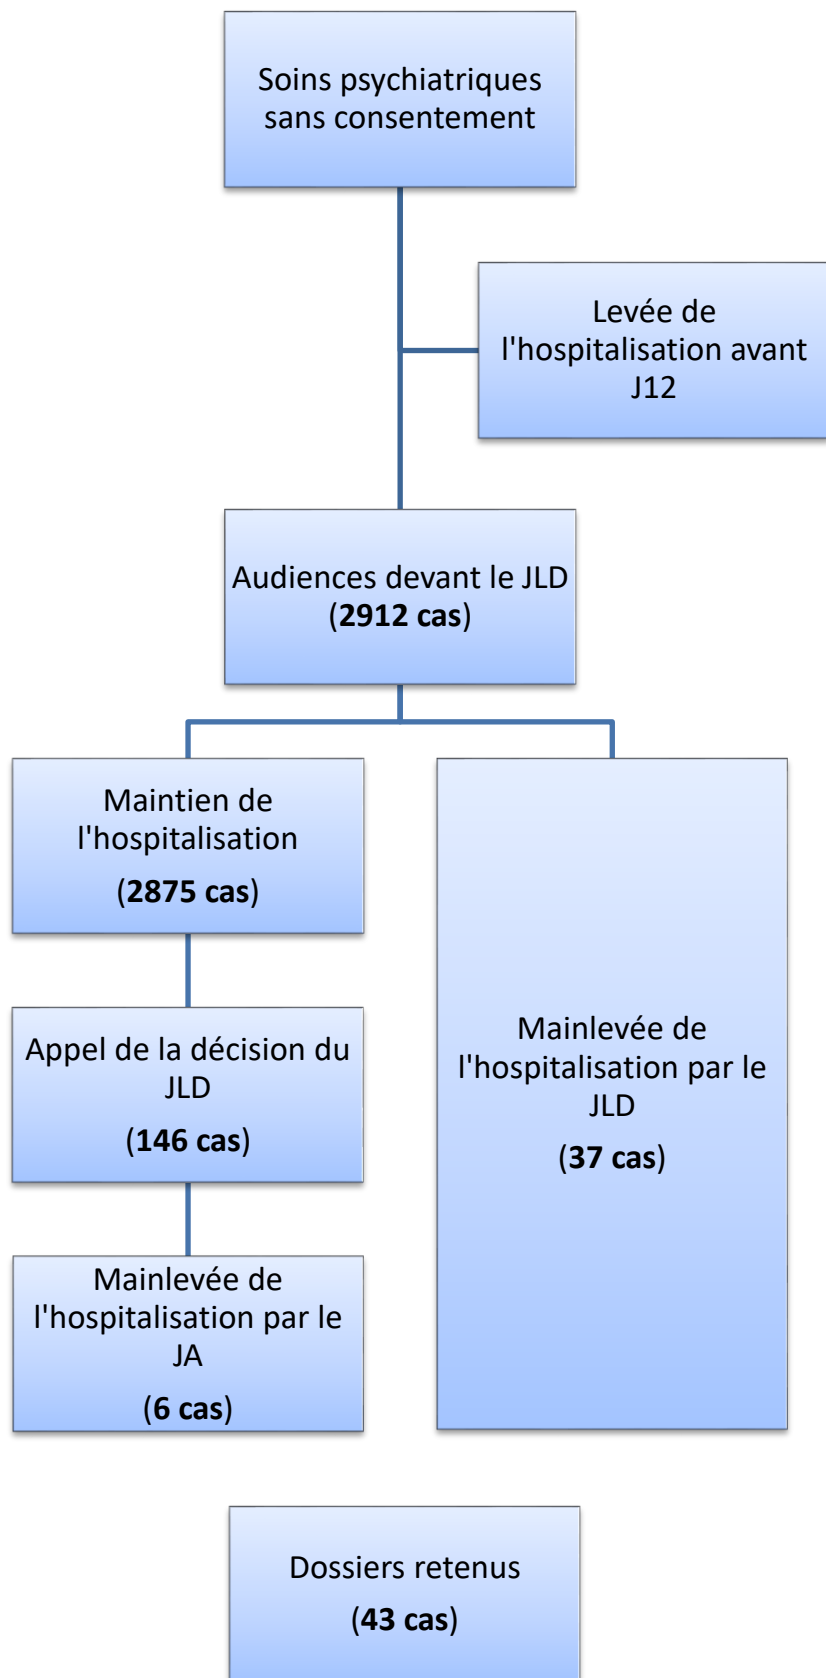 Soins psychiatriques
sans consentement
Levée de
l'hospitalisation avant
J12
Audiences devant le JLD
(2912 cas)
Maintien de
l'hospitalisation
(2875 cas)
Appel de la décision du
JLD
(146 cas)
Mainlevée de
l'hospitalisation par le
JA
(6 cas)
Mainlevée de
l'hospitalisation par le
JLD
(37 cas)
Dossiers retenus
(43 cas)